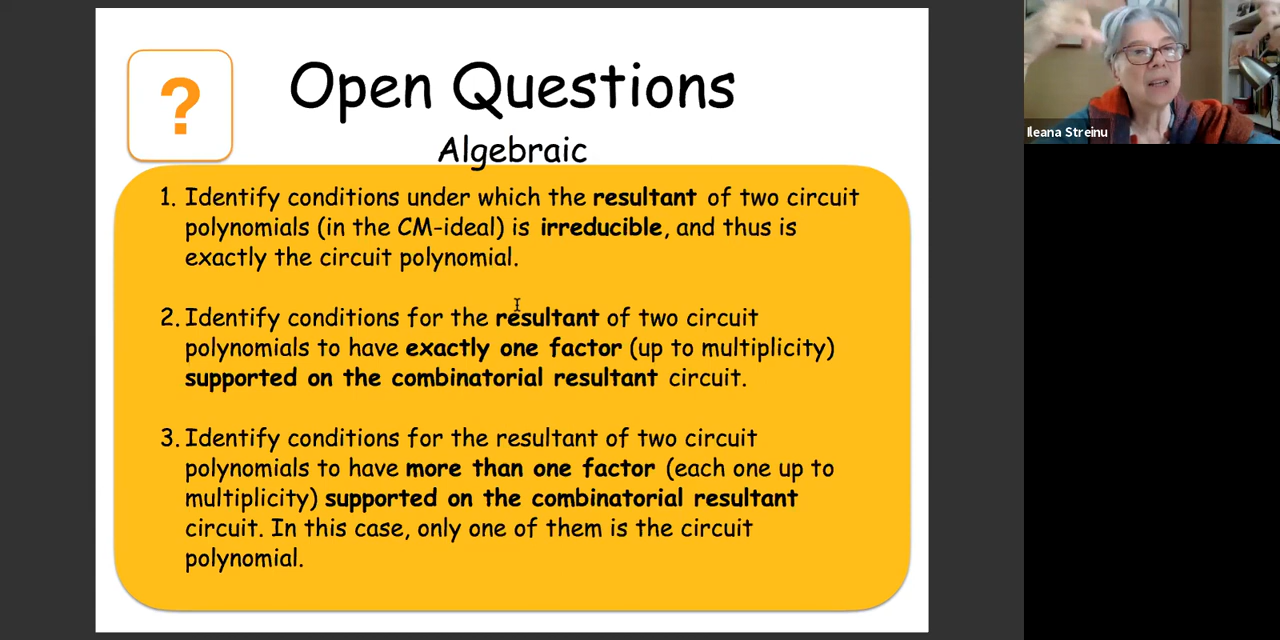 ?
Open Questions
Algebraic
1. Identify conditions under which the resultant of two circuit
polynomials (in the CM-ideal) is irreducible, and thus is
exactly the circuit polynomial.
2. Identify conditions for the resultant of two circuit
polynomials to have exactly one factor (up to multiplicity)
supported on the combinatorial resultant circuit.
3. Identify conditions for the resultant of two circuit
polynomials to have more than one factor (each one up to
multiplicity) supported on the combinatorial resultant
circuit. In this case, only one of them is the circuit
polynomial.
Ileana Streinu